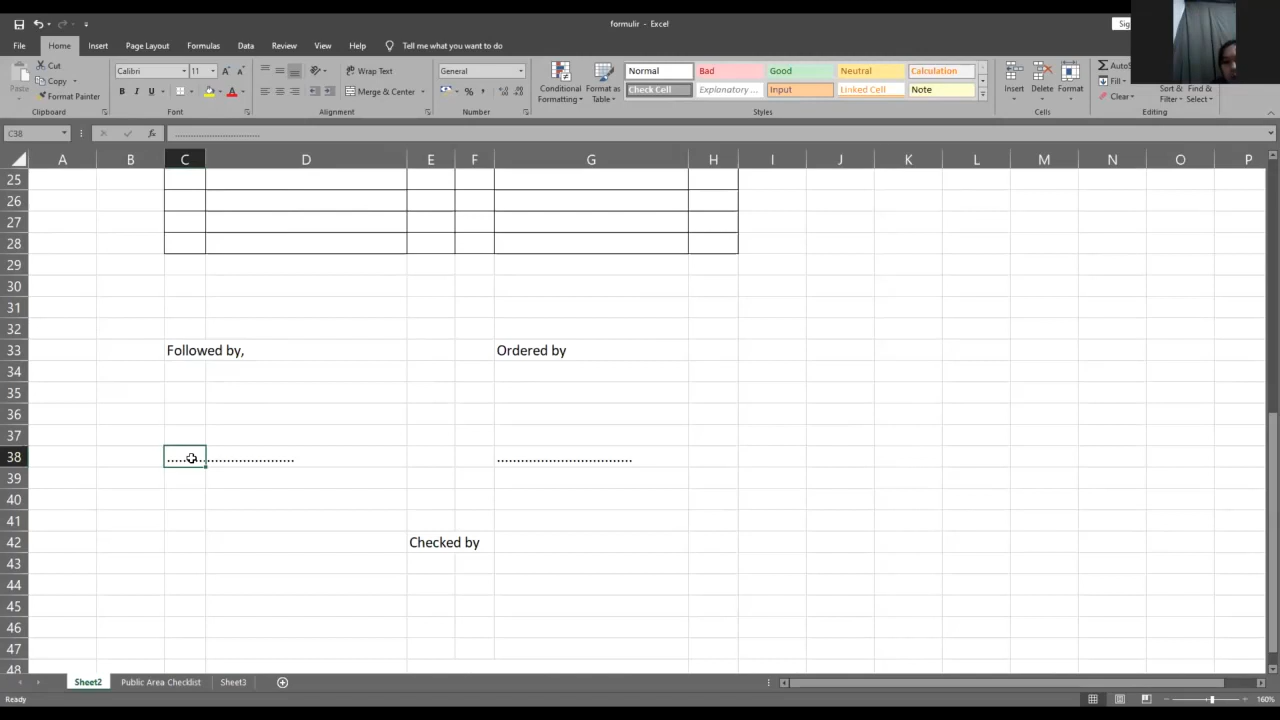 formulir - Excel
Sig
File Home Insert Page Layout Formulas Data Review View Help Tell me what you want to do
Cut
Copy
Format Painter
Paste
Clipboard
Calibri 11
B I U
Font
Wrap Text
Merge & Center
Alignment
General
Number
Conditional Formatting
Format as Table
Normal Bad Good Neutral Calculation
Check Cell Explanatory ... Input Linked Cell Note
Styles
Insert Delete Format
Cells
AutoS
Fill
Clear
Sort & Filter
Find & Select
Editing
C38
A B C D E F G H I J K L M N O P
25
26
27
28
29
30
31
32
33 Followed by, Ordered by
34
35
36
37
38 ................................. ...................................
39
40
41
42 Checked by
43
44
45
46
47
48
Sheet2 Public Area Checklist Sheet3
Ready 160%